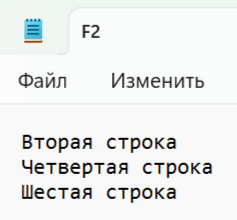 F2
Файл Изменить
Вторая строка
Четвертая строка
Шестая строка